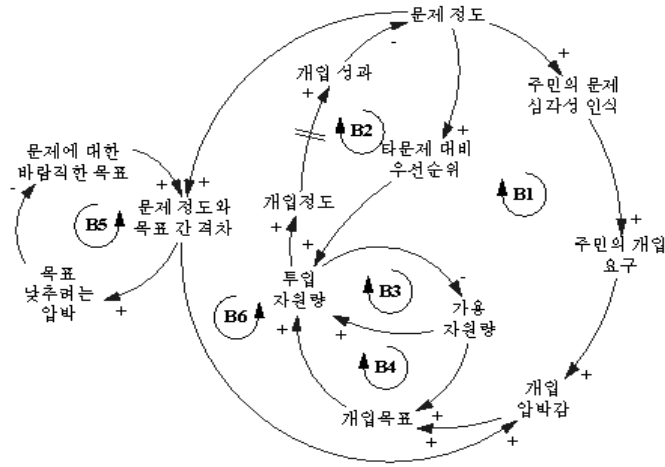 문제 정도
-
+
개입 성과
+
주민의 문제
심각성 인식
B2
+
타문제 대비
우선순위
문제에 대한
바람직한 목표
-
+
+
문제 정도와
목표 간 격차
B5
개입정도
+
+
B1
+
주민의 개입
요구
목표
낮추려는
압박
+
투입
자원량
B3
-
가용
자원량
B6
+
+
B4
+
개입
압박감
개입목표
+
+
+